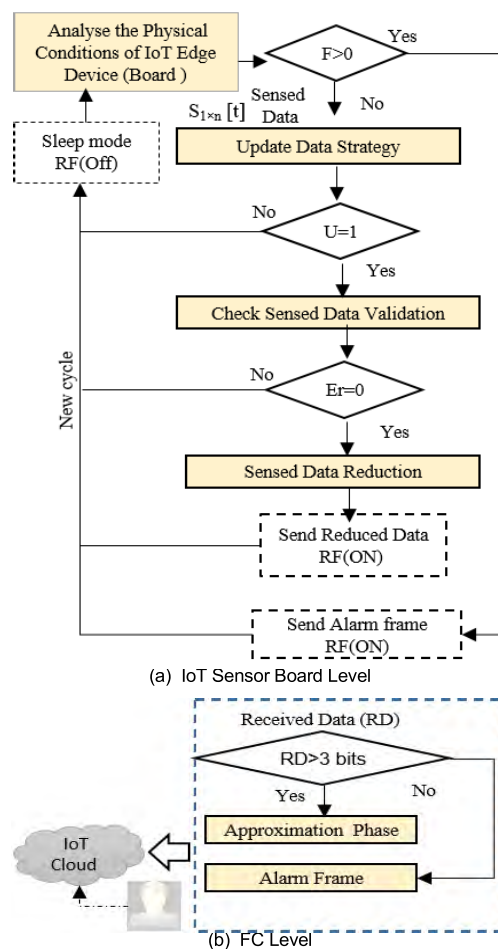 Analyse the Physical
Conditions of IoT Edge
Device (Board )
F>0
Yes
No
Sensed
Data
S1×n [t]
Sleep mode
RF(Off)
Update Data Strategy
No
U=1
Yes
Check Sensed Data Validation
No
Er=0
Yes
New cycle
Sensed Data Reduction
Send Reduced Data
RF(ON)
Send Alarm frame
RF(ON)
(a) IoT Sensor Board Level
Received Data (RD)
RD>3 bits
Yes
No
Approximation Phase
IoT
Cloud
Alarm Frame
(b) FC Level